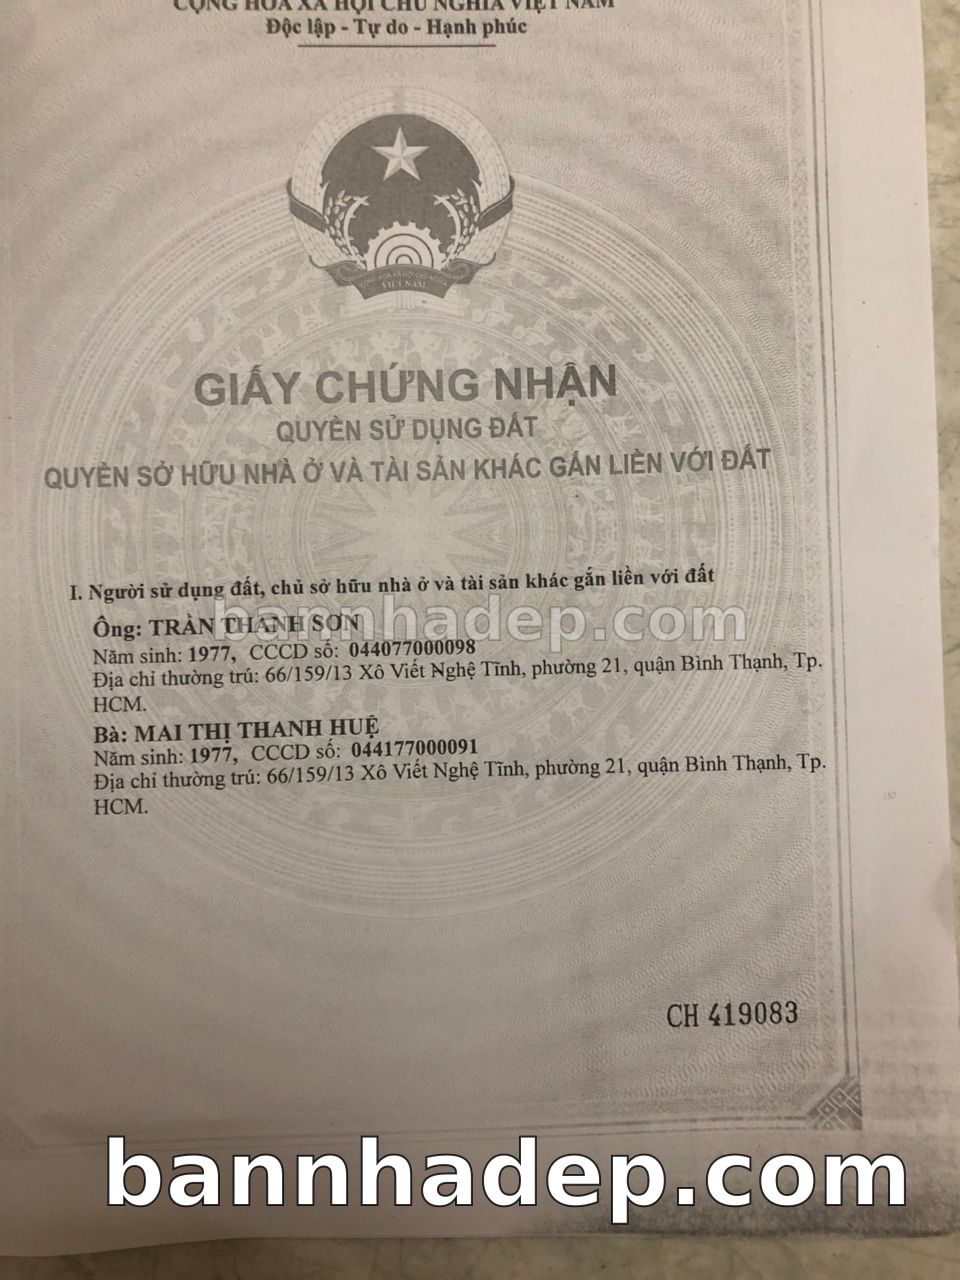 CỘNG HÒA XÃ HỘI CHỦ NGHĨA VIỆT NAM
Độc lập - Tự do - Hạnh phúc
VIỆT NAM
GIẤY CHỨNG NHẬN
QUYỀN SỬ DỤNG ĐẤT
QUYỀN SỞ HỮU NHÀ Ở VÀ TÀI SẢN KHÁC GẮN LIỀN VỚI ĐẤT
I. Người sử dụng đất, chủ sở hữu nhà ở và tài sản khác gắn liền với đất
bannhadep.com
Ông: TRẦN THANH SƠN
Năm sinh: 1977, CCCD số: 044077000098
Địa chỉ thường trú: 66/159/13 Xô Viết Nghệ Tĩnh, phường 21, quận Bình Thạnh, Tp.
HCM.
Bà: MAI THỊ THANH HUỆ
Năm sinh: 1977, CCCD số: 044177000091
Địa chỉ thường trú: 66/159/13 Xô Viết Nghệ Tĩnh, phường 21, quận Bình Thạnh, Tp.
HCM.
CH 419083
bannhadep.com